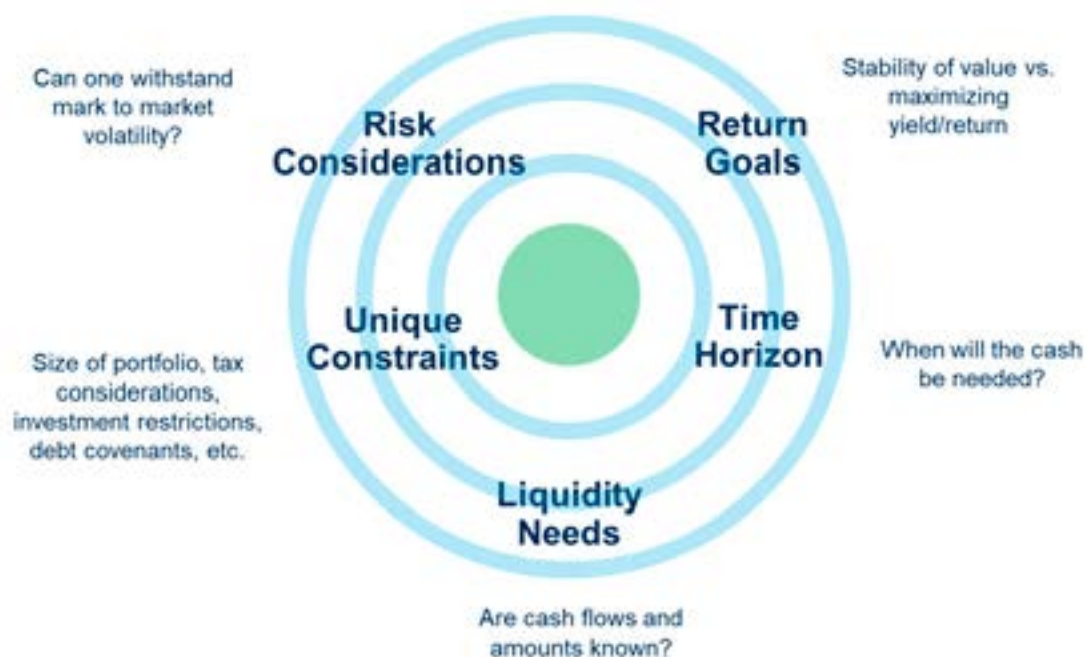 Can one withstand
mark to market
volatility?
Risk
Considerations
Return
Goals
Stability of value vs.
maximizing
yield/return
Unique
Constraints
Size of portfolio, tax
considerations,
investment restrictions,
debt covenants, etc.
Time
Horizon
When will the cash
be needed?
Liquidity
Needs
Are cash flows and
amounts known?